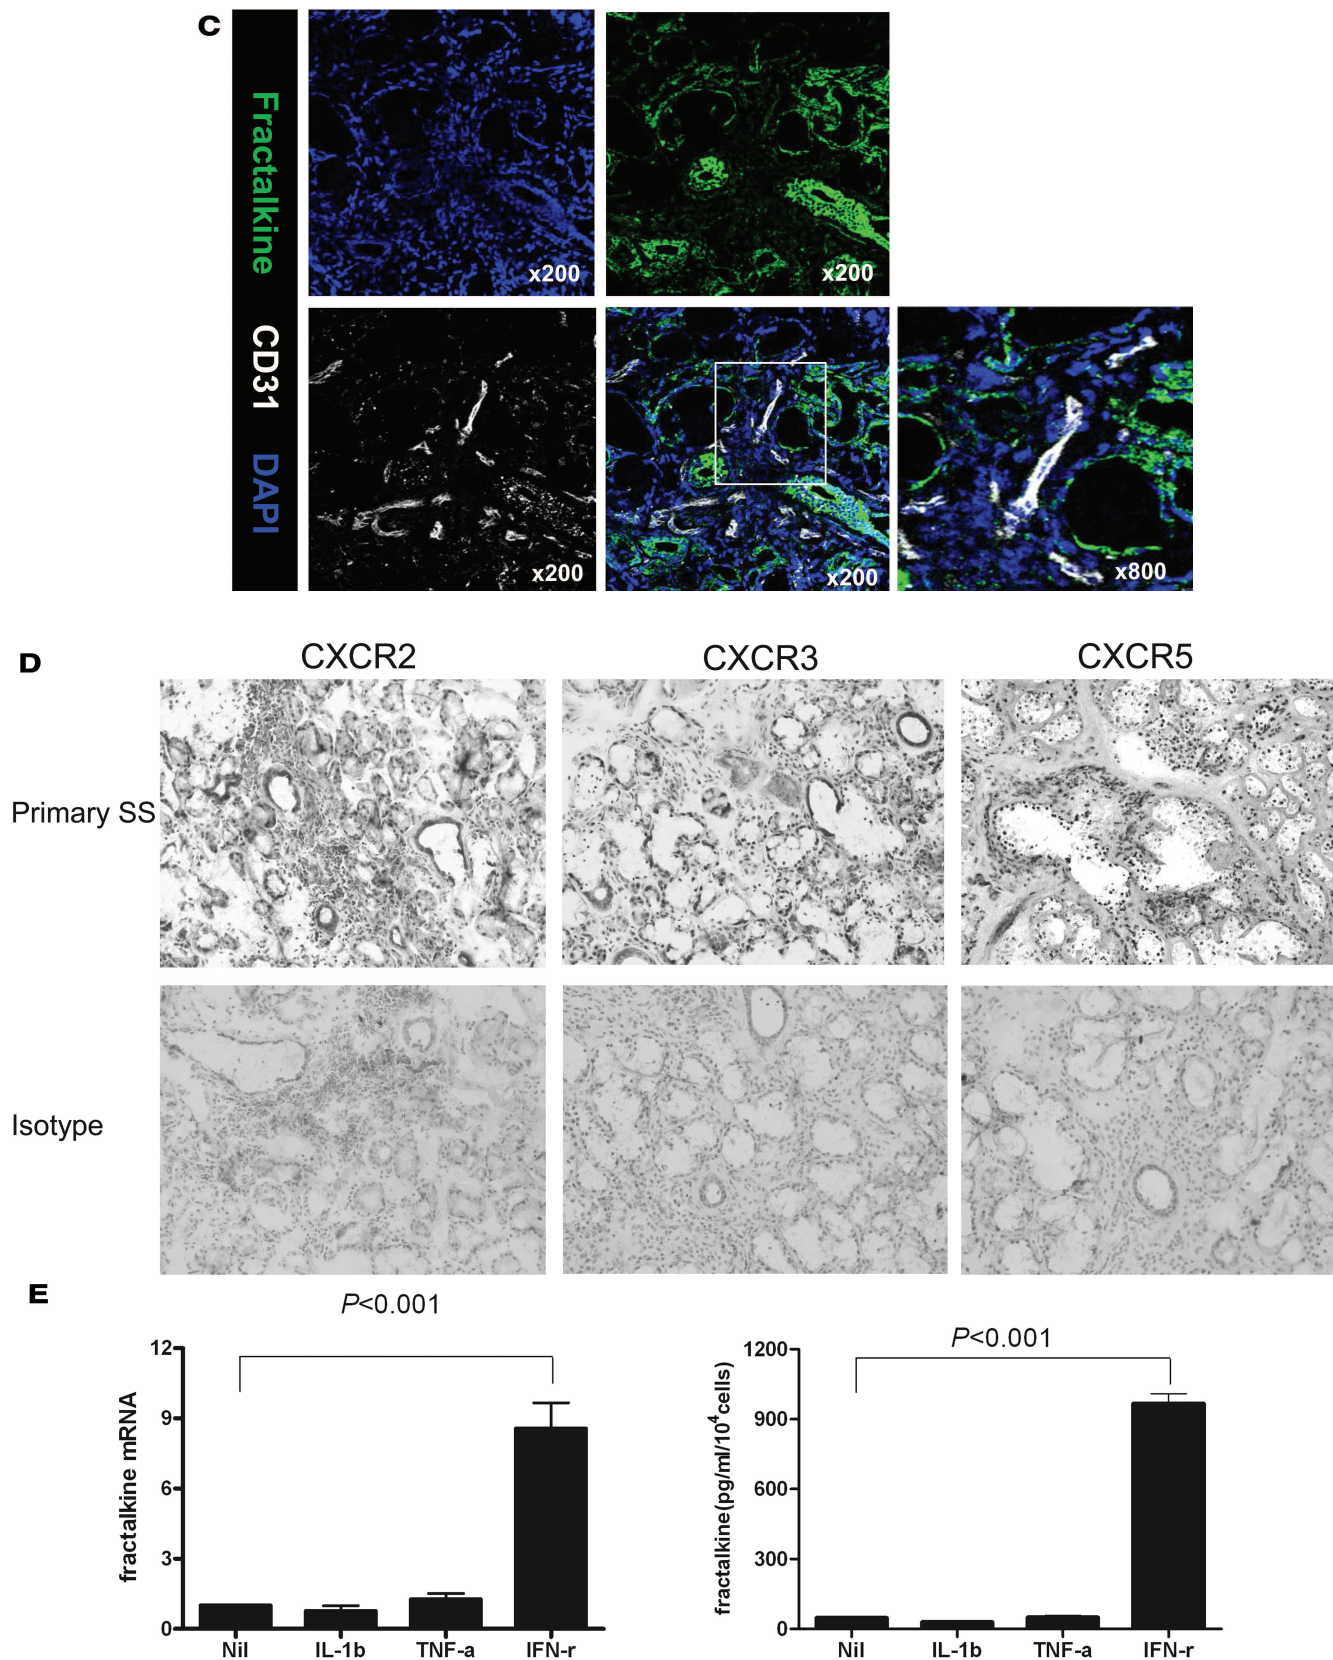 C
Fractalkine CD31 DAPI
x200
x200
x200
x200
x800
D
CXCR2
CXCR3
CXCR5
Primary SS
Isotype
E
P<0.001
12
9
6
3
0
fractalkine mRNA
Nil
IL-1b
TNF-a
IFN-r
P<0.001
1200
900
600
300
0
fractalkine(pg/ml/10⁴cells)
Nil
IL-1b
TNF-a
IFN-r